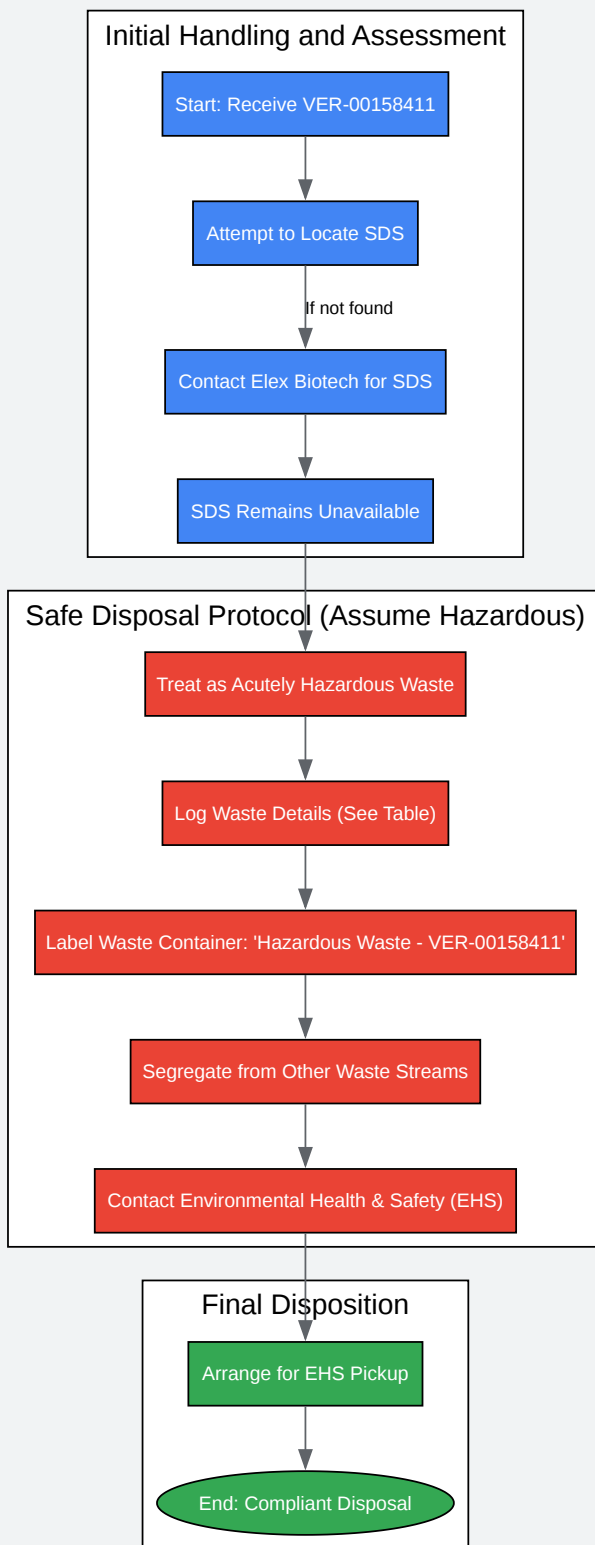 Initial Handling and Assessment
Start: Receive VER-00158411
Attempt to Locate SDS
If not found
Contact Elex Biotech for SDS
SDS Remains Unavailable
Safe Disposal Protocol (Assume Hazardous)
Treat as Acutely Hazardous Waste
Log Waste Details (See Table)
Label Waste Container: 'Hazardous Waste - VER-00158411'
Segregate from Other Waste Streams
Contact Environmental Health & Safety (EHS)
Final Disposition
Arrange for EHS Pickup
End: Compliant Disposal